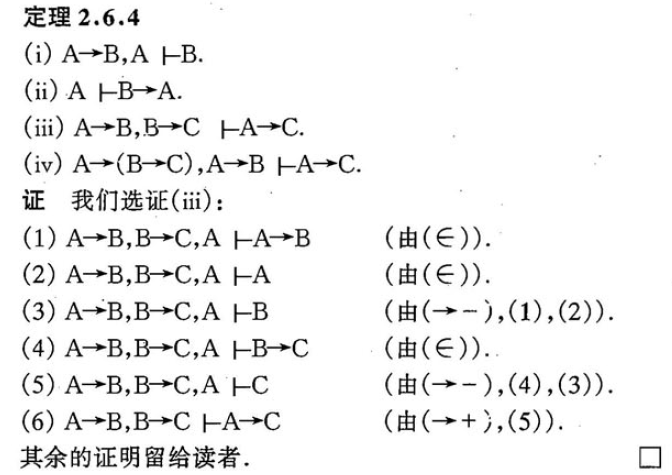 定理 2.6.4
(i) A→B,A ⊢B.
(ii) A ⊢B→A.
(iii) A→B,B→C ⊢A→C.
(iv) A→(B→C),A→B ⊢A→C.
证 我们选证(iii):
(1) A→B,B→C,A ⊢A→B (由(∈)).
(2) A→B,B→C,A ⊢A (由(∈)).
(3) A→B,B→C,A ⊢B (由(→-),(1),(2)).
(4) A→B,B→C,A ⊢B→C (由(∈)).
(5) A→B,B→C,A ⊢C (由(→-),(4),(3)).
(6) A→B,B→C ⊢A→C (由(→+),(5)).
其余的证明留给读者. □